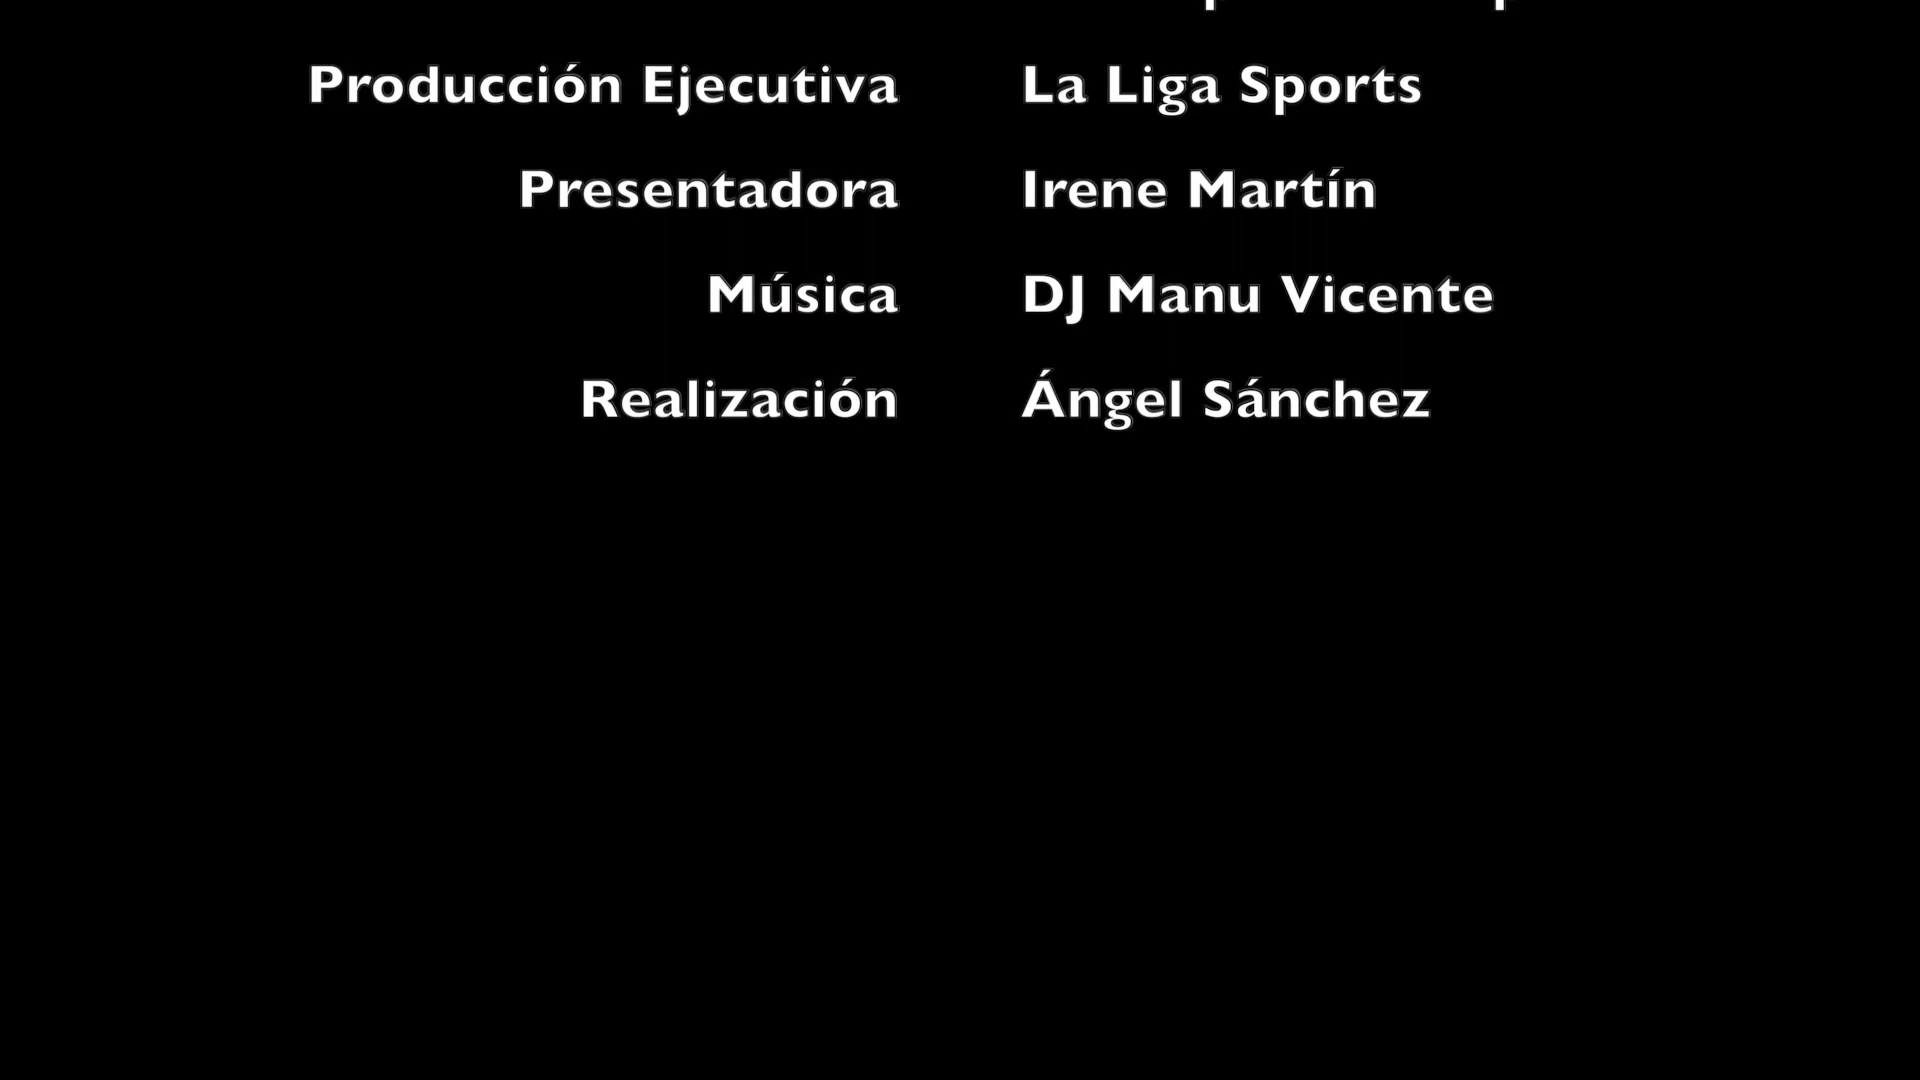 Producción Ejecutiva La Liga Sports
Presentadora Irene Martín
Música DJ Manu Vicente
Realización Ángel Sánchez